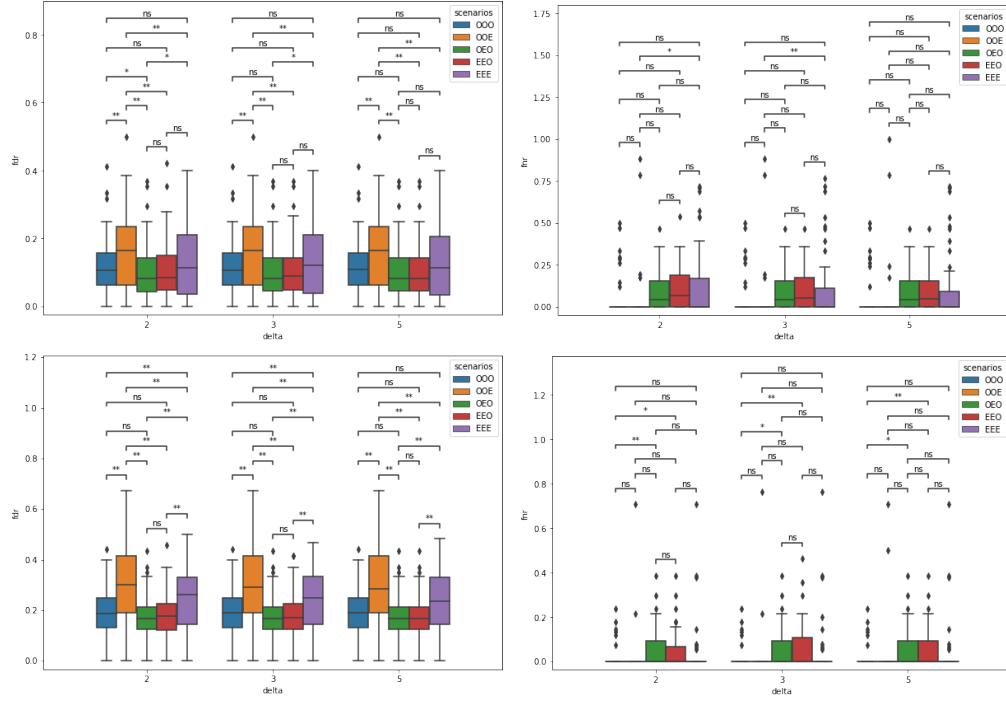 0.8
0.6
0.4
0.2
0.0
fdr
ns ns ns
** ** ns
ns ns **
* * **
* ns ns
** ** ns
** ** ns
** ** ** **
ns
ns
ns
ns
ns
scenarios
OOO
OOE
OEO
EEO
EEE
2 3 5
delta
1.75
1.50
1.25
1.00
0.75
0.50
0.25
0.00
fnr
ns
ns
ns ns
ns
* **
ns
ns ns
ns
ns ns
ns
ns ns
ns ns
ns ns
ns
ns ns
ns ns
ns
ns ns
ns
ns
scenarios
OOO
OOE
OEO
EEO
EEE
2 3 5
delta
1.2
1.0
0.8
0.6
0.4
0.2
0.0
fdr
** ** ns
** ** ns
ns ns **
** ** **
ns ns ns
** ** **
** ** ns
** ** ** **
**
**
**
ns
ns
scenarios
OOO
OOE
OEO
EEO
EEE
2 3 5
delta
1.2
1.0
0.8
0.6
0.4
0.2
0.0
fnr
ns
ns ns ns
ns ** **
* ns ns
ns * ns
** *
ns ns ns
ns ns ns ns
ns ns ns ns ns ns
ns
ns
scenarios
OOO
OOE
OEO
EEO
EEE
2 3 5
delta